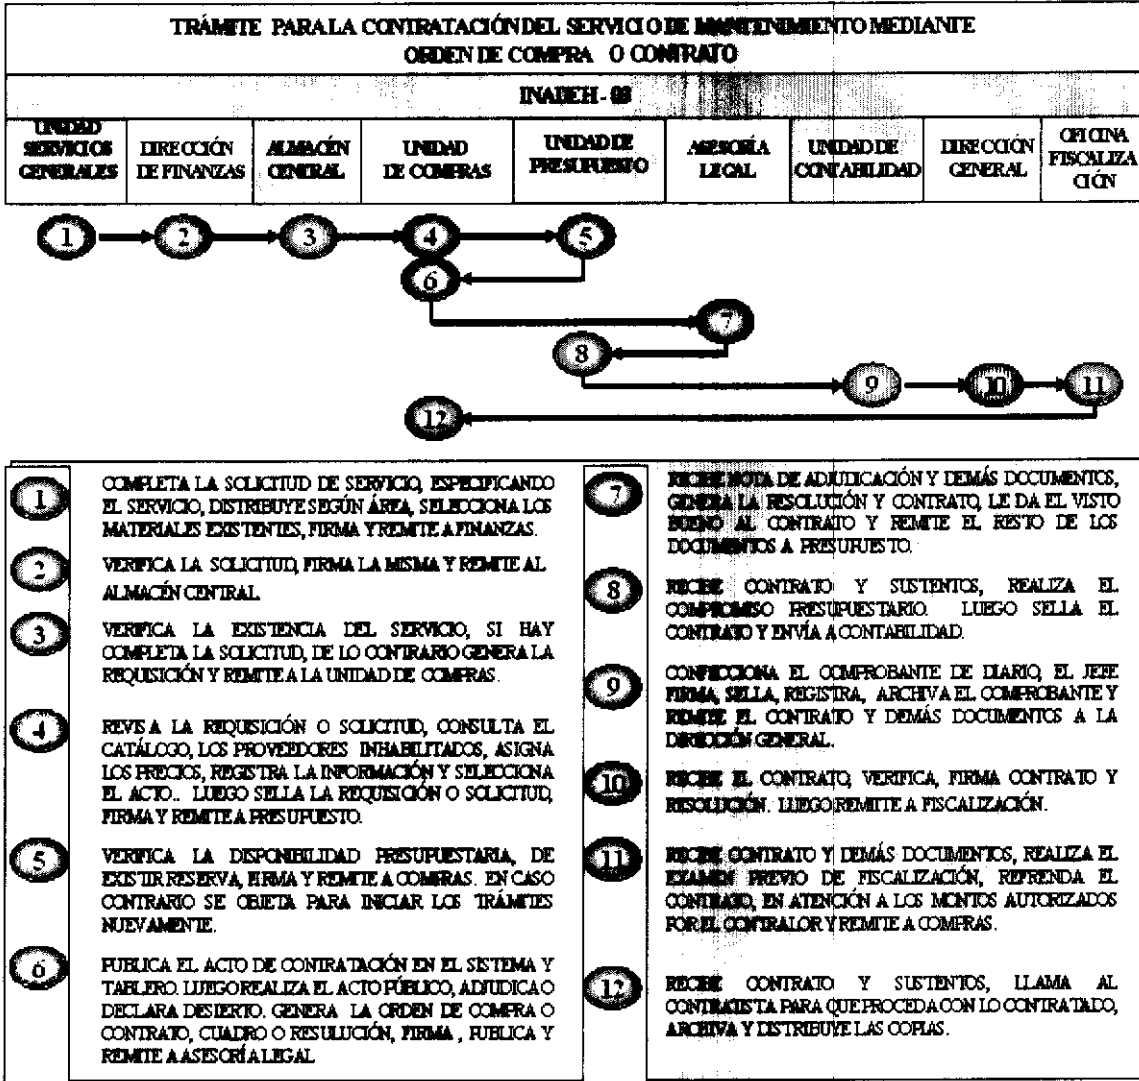 TRÁMITE PARA LA CONTRATACIÓN DEL SERVICIO DE MANTENIMIENTO MEDIANTE
ORDEN DE COMPRA O CONTRATO
INADEH -
UNIDAD
SERVICIOS
GENERALES
DIRECCIÓN
DE FINANZAS
ALMACÉN
CENTRAL
UNIDAD
DE COMPRAS
UNIDAD DE
PRESUPUESTO
ASESORÍA
LEGAL
UNIDAD DE
CONTABILIDAD
DIRECCIÓN
GENERAL
OFICINA
FISCALIZA
CIÓN
1 2 3 4 5
6
7
8
9 10 11
12
1 COMPLETA LA SOLICITUD DE SERVICIO, ESPECIFICANDO
EL SERVICIO, DISTRIBUYE SEGÚN ÁREA, SELECCIONA LOS
MATERIALES EXISTENTES, FIRMA Y REMITE A FINANZAS.
2 VERIFICA LA SOLICITUD, FIRMA LA MISMA Y REMITE AL
ALMACÉN CENTRAL
3 VERIFICA LA EXISTENCIA DEL SERVICIO, SI HAY
COMPLETA LA SOLICITUD, DE LO CONTRARIO GENERA LA
REQUISICIÓN Y REMITE A LA UNIDAD DE COMPRAS.
4 REVISA LA REQUISICIÓN O SOLICITUD, CONSULTA EL
CATÁLOGO, LOS PROVEEDORES INHABILITADOS, ASIGNA
LOS PRECIOS, REGISTRA LA INFORMACIÓN Y SELECCIONA
EL ACTO.. LUEGO SELLA LA REQUISICIÓN O SOLICITUD,
FIRMA Y REMITE A PRESUPUESTO.
5 VERIFICA LA DISPONIBILIDAD PRESUPUESTARIA, DE
EXISTIR RESERVA, FIRMA Y REMITE A COMPRAS. EN CASO
CONTRARIO SE OBJETA PARA INICIAR LOS TRÁMITES
NUEVAMENTE.
6 PUBLICA EL ACTO DE CONTRATACIÓN EN EL SISTEMA Y
TABLERO. LUEGO REALIZA EL ACTO PÚBLICO, ADJUDICA O
DECLARA DESIERTO. GENERA LA ORDEN DE COMPRA O
CONTRATO, CUADRO O RESULUCIÓN, FIRMA , PUBLICA Y
REMITE A ASESORÍA LEGAL
7 RECIBE NOTA DE ADJUDICACIÓN Y DEMÁS DOCUMENTOS,
GENERA LA RESOLUCIÓN Y CONTRATO, LE DA EL VISTO
BUENO AL CONTRATO Y REMITE EL RESTO DE LOS
DOCUMENTOS A PRESUPUESTO.
8 RECIBE CONTRATO Y SUSTENTOS, REALIZA EL
COMPROMISO PRESUPUESTARIO. LUEGO SELLA EL
CONTRATO Y ENVÍA A CONTABILIDAD.
9 CONFECCIONA EL COMPROBANTE DE DIARIO, EL JEFE
FIRMA, SELLA, REGISTRA, ARCHIVA EL COMPROBANTE Y
REMITE EL CONTRATO Y DEMÁS DOCUMENTOS A LA
DIRECCIÓN GENERAL.
10 RECIBE EL CONTRATO, VERIFICA, FIRMA CONTRATO Y
RESOLUCIÓN. LUEGO REMITE A FISCALIZACIÓN.
11 RECIBE CONTRATO Y DEMÁS DOCUMENTOS, REALIZA EL
EXAMEN PREVIO DE FISCALIZACIÓN, REFRENDA EL
CONTRATO, EN ATENCIÓN A LOS MONTOS AUTORIZADOS
POR EL CONTRALOR Y REMITE A COMPRAS.
12 RECIBE CONTRATO Y SUSTENTOS, LLAMA AL
CONTRATISTA PARA QUE PROCEDA CON LO CONTRATADO,
ARCHIVA Y DISTRIBUYE LAS COPIAS.